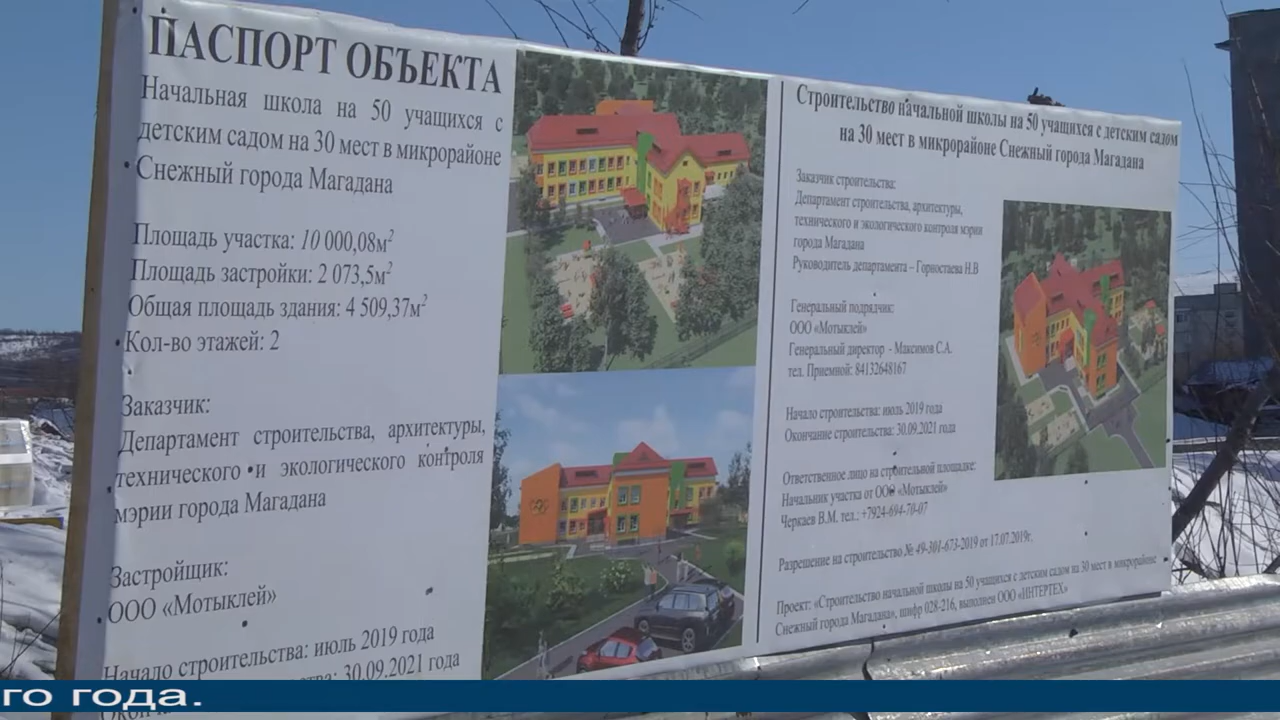 ПАСПОРТ ОБЪЕКТА
Начальная школа на 50 учащихся с
детским садом на 30 мест в микрорайоне
Снежный города Магадана
Площадь участка: 10 000,08м²
Площадь застройки: 2 073,5м²
Общая площадь здания: 4 509,37м²
Кол-во этажей: 2
Заказчик:
Департамент строительства, архитектуры,
технического и экологического контроля
мэрии города Магадана
Застройщик:
ООО «Мотыклей»
Начало строительства: июль 2019 года
30.09.2021 года
Строительство начальной школы на 50 учащихся с детским садом
на 30 мест в микрорайоне Снежный города Магадана
Заказчик строительства:
Департамент строительства, архитектуры,
технического и экологического контроля мэрии
города Магадана
Руководитель департамента – Горностаева Н.В
Генеральный подрядчик:
ООО «Мотыклей»
Генеральный директор - Максимов С.А.
тел. Приемной: 84132648167
Начало строительства: июль 2019 года
Окончание строительства: 30.09.2021 года
Ответственное лицо на строительной площадке:
Начальник участка от ООО «Мотыклей»
Черкаев В.М. тел.: +7924-694-70-07
Разрешение на строительство № 49-301-673-2019 от 17.07.2019г.
Проект: «Строительство начальной школы на 50 учащихся с детским садом на 30 мест в микрорайоне
Снежный города Магадана», шифр 028-216, выполнен ООО «ИНТЕРТЕХ»
го года.